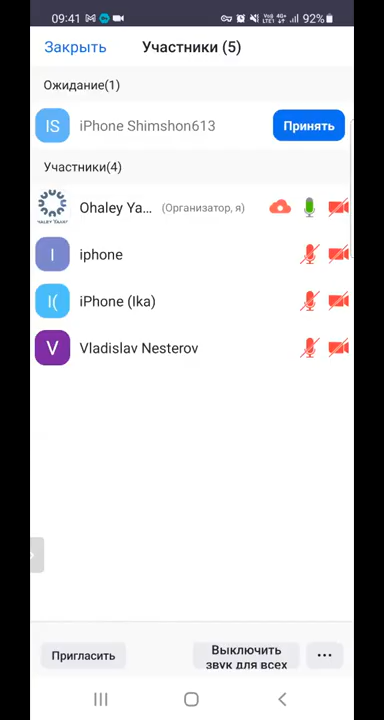 09:41 92%
Закрыть Участники (5)
Ожидание(1)
IS iPhone Shimshon613 Принять
Участники(4)
Ohaley Ya... (Организатор, я)
I iphone
I( iPhone (Ika)
V Vladislav Nesterov
Пригласить Выключить
звук для всех